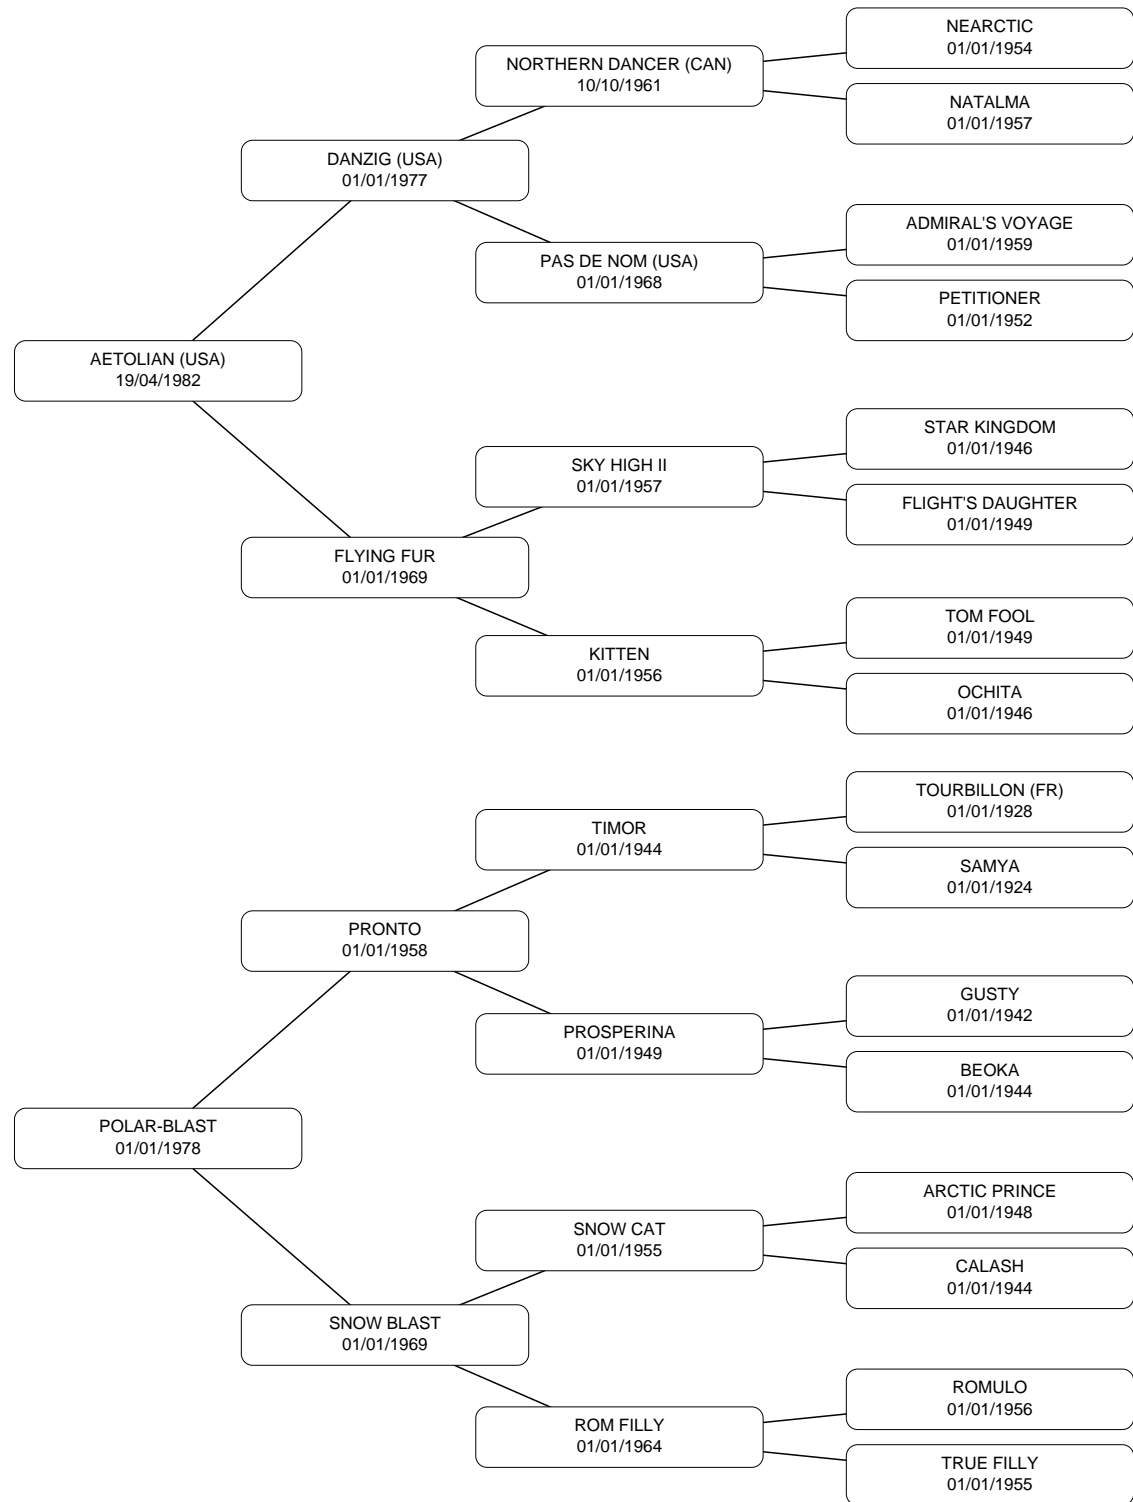 NEARCTIC
01/01/1954
NORTHERN DANCER (CAN)
10/10/1961
NATALMA
01/01/1957
DANZIG (USA)
01/01/1977
ADMIRAL'S VOYAGE
01/01/1959
PAS DE NOM (USA)
01/01/1968
PETITIONER
01/01/1952
AETOLIAN (USA)
19/04/1982
STAR KINGDOM
01/01/1946
SKY HIGH II
01/01/1957
FLIGHT'S DAUGHTER
01/01/1949
FLYING FUR
01/01/1969
TOM FOOL
01/01/1949
KITTEN
01/01/1956
OCHITA
01/01/1946
TOURBILLON (FR)
01/01/1928
TIMOR
01/01/1944
SAMYA
01/01/1924
PRONTO
01/01/1958
GUSTY
01/01/1942
PROSPERINA
01/01/1949
BEOKA
01/01/1944
POLAR-BLAST
01/01/1978
ARCTIC PRINCE
01/01/1948
SNOW CAT
01/01/1955
CALASH
01/01/1944
SNOW BLAST
01/01/1969
ROMULO
01/01/1956
ROM FILLY
01/01/1964
TRUE FILLY
01/01/1955